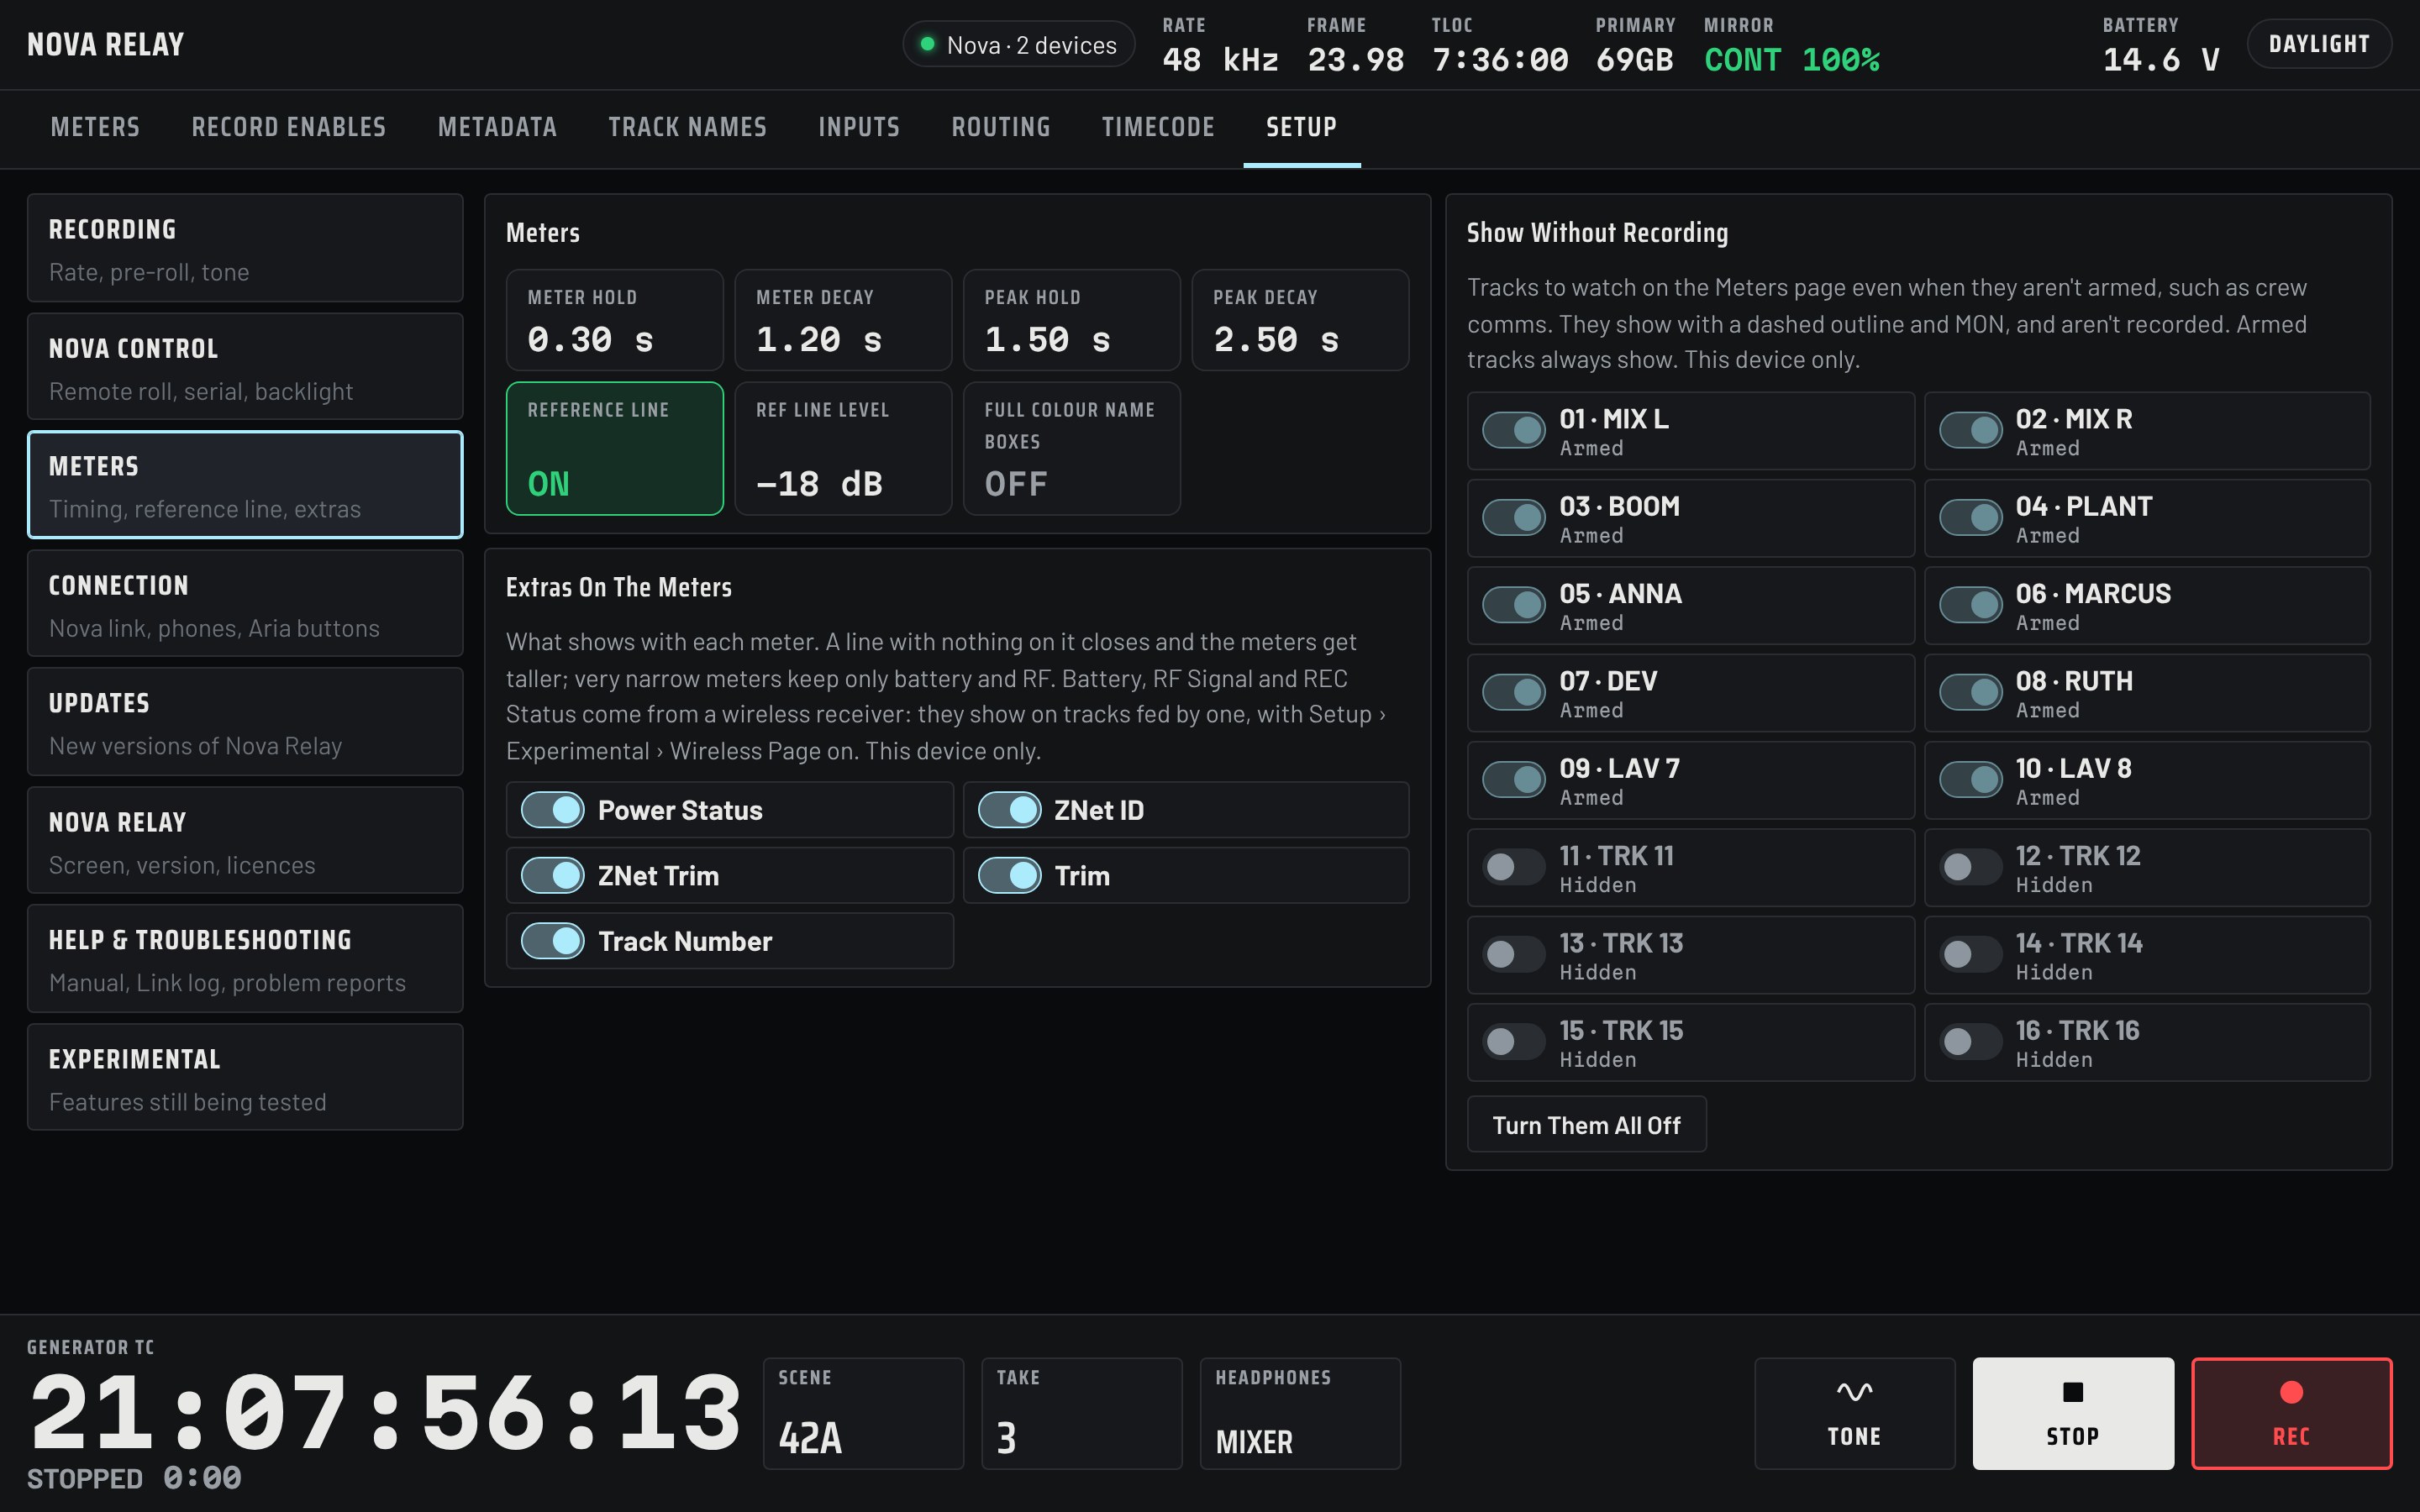 NOVA RELAY
Nova · 2 devices
RATE
48 kHz
FRAME
23.98
TLOC
7:36:00
PRIMARY
69GB
MIRROR
CONT 100%
BATTERY
14.6 V
DAYLIGHT
METERS
RECORD ENABLES
METADATA
TRACK NAMES
INPUTS
ROUTING
TIMECODE
SETUP
RECORDING
Rate, pre-roll, tone
NOVA CONTROL
Remote roll, serial, backlight
METERS
Timing, reference line, extras
CONNECTION
Nova link, phones, Aria buttons
UPDATES
New versions of Nova Relay
NOVA RELAY
Screen, version, licences
HELP & TROUBLESHOOTING
Manual, Link log, problem reports
EXPERIMENTAL
Features still being tested
Meters
METER HOLD
0.30 s
METER DECAY
1.20 s
PEAK HOLD
1.50 s
PEAK DECAY
2.50 s
REFERENCE LINE
ON
REF LINE LEVEL
−18 dB
FULL COLOUR NAME
BOXES
OFF
Extras On The Meters
What shows with each meter. A line with nothing on it closes and the meters get
taller; very narrow meters keep only battery and RF. Battery, RF Signal and REC
Status come from a wireless receiver: they show on tracks fed by one, with Setup ›
Experimental › Wireless Page on. This device only.
Power Status
ZNet ID
ZNet Trim
Trim
Track Number
Show Without Recording
Tracks to watch on the Meters page even when they aren't armed, such as crew
comms. They show with a dashed outline and MON, and aren't recorded. Armed
tracks always show. This device only.
01 · MIX L
Armed
02 · MIX R
Armed
03 · BOOM
Armed
04 · PLANT
Armed
05 · ANNA
Armed
06 · MARCUS
Armed
07 · DEV
Armed
08 · RUTH
Armed
09 · LAV 7
Armed
10 · LAV 8
Armed
11 · TRK 11
Hidden
12 · TRK 12
Hidden
13 · TRK 13
Hidden
14 · TRK 14
Hidden
15 · TRK 15
Hidden
16 · TRK 16
Hidden
Turn Them All Off
GENERATOR TC
21:07:56:13
STOPPED 0:00
SCENE
42A
TAKE
3
HEADPHONES
MIXER
TONE
STOP
REC